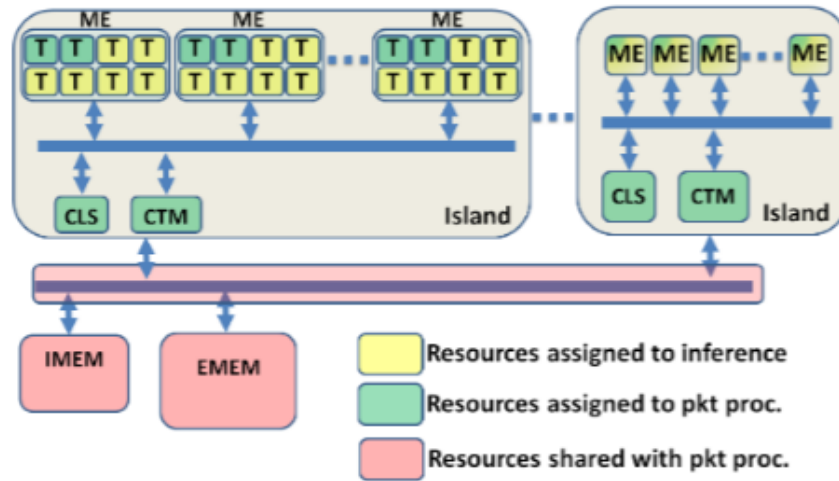 ME ME ME
T T T T T T T T T T T T
T T T T T T T T T T T T
ME ME ME ME
CLS CTM Island
CLS CTM Island
IMEM EMEM
Resources assigned to inference
Resources assigned to pkt proc.
Resources shared with pkt proc.